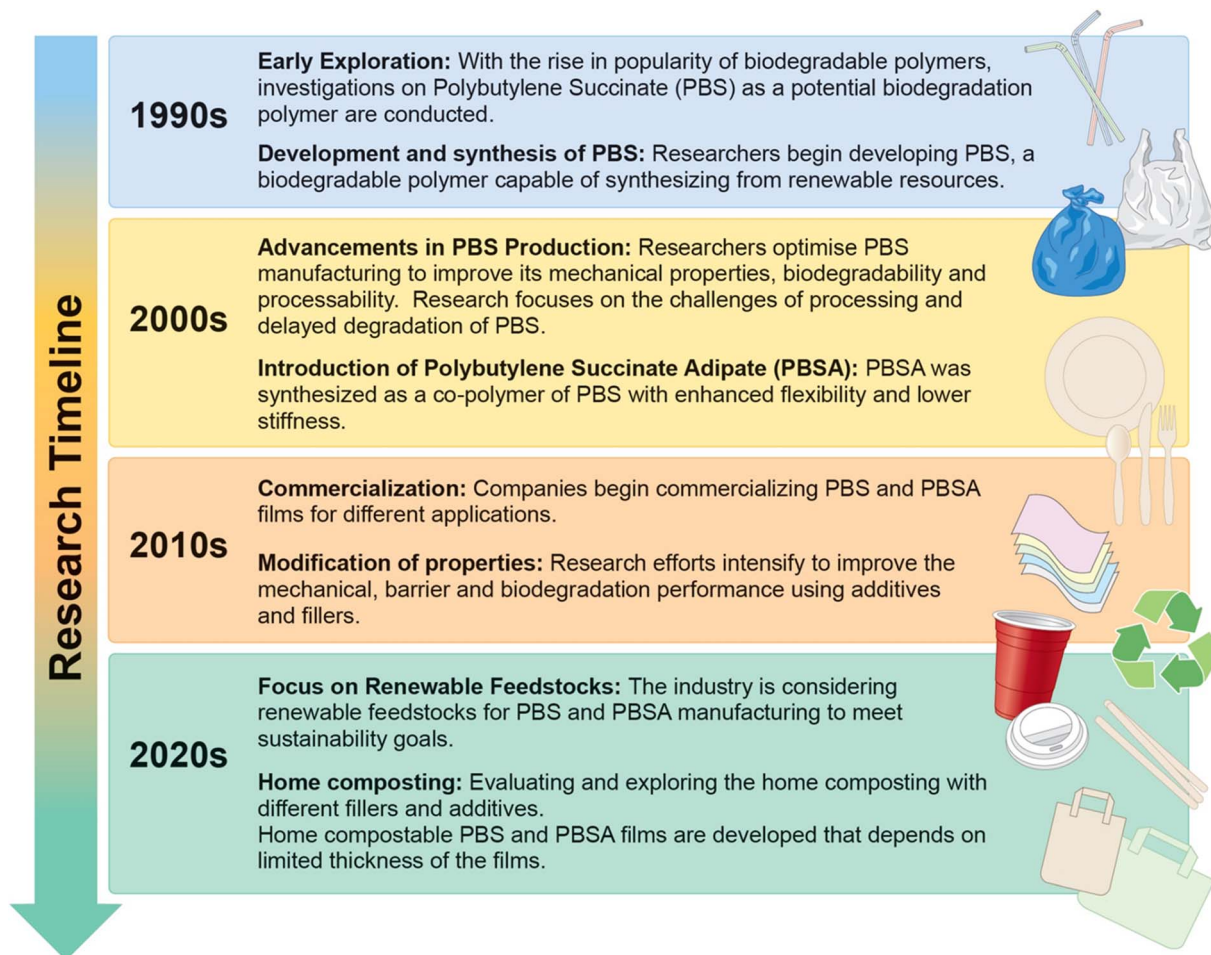 Research Timeline
1990s
Early Exploration: With the rise in popularity of biodegradable polymers,
investigations on Polybutylene Succinate (PBS) as a potential biodegradation
polymer are conducted.
Development and synthesis of PBS: Researchers begin developing PBS, a
biodegradable polymer capable of synthesizing from renewable resources.
2000s
Advancements in PBS Production: Researchers optimise PBS
manufacturing to improve its mechanical properties, biodegradability and
processability. Research focuses on the challenges of processing and
delayed degradation of PBS.
Introduction of Polybutylene Succinate Adipate (PBSA): PBSA was
synthesized as a co-polymer of PBS with enhanced flexibility and lower
stiffness.
2010s
Commercialization: Companies begin commercializing PBS and PBSA
films for different applications.
Modification of properties: Research efforts intensify to improve the
mechanical, barrier and biodegradation performance using additives
and fillers.
2020s
Focus on Renewable Feedstocks: The industry is considering
renewable feedstocks for PBS and PBSA manufacturing to meet
sustainability goals.
Home composting: Evaluating and exploring the home composting with
different fillers and additives.
Home compostable PBS and PBSA films are developed that depends on
limited thickness of the films.